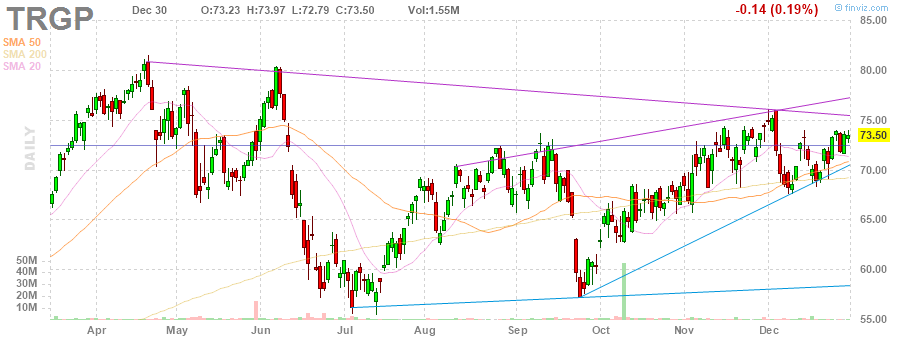 TRGP Dec 30 O:73.23 H:73.97 L:72.79 C:73.50 Vol:1.55M -0.14 (0.19%) © finviz.com
SMA 50
SMA 200
SMA 20
DAILY
85.00
80.00
75.00
73.50
70.00
65.00
60.00
55.00
50M
40M
30M
20M
10M
Apr May Jun Jul Aug Sep Oct Nov Dec